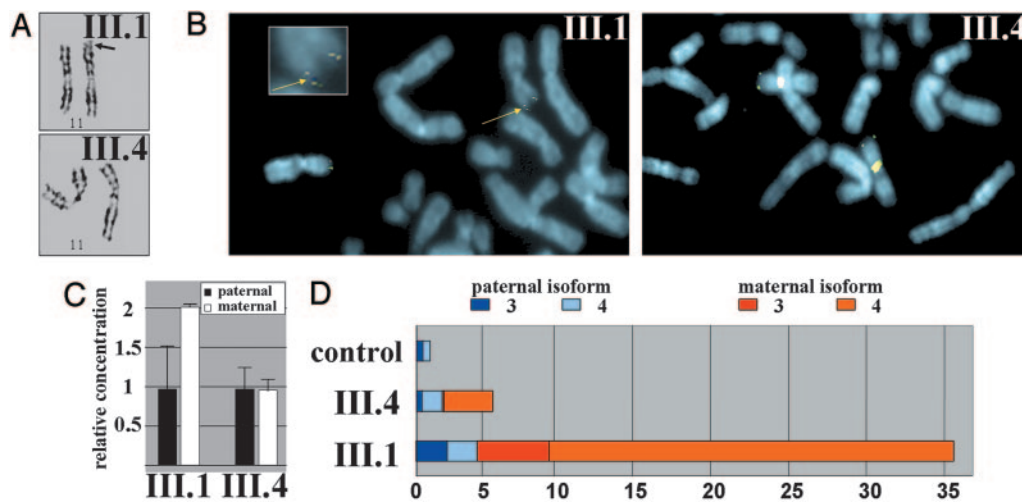 A
III.1
11
III.4
11
B
III.1
III.4
C
paternal
maternal
relative concentration
2
1.5
1
0.5
III.1 III.4
D
paternal isoform maternal isoform
3 4 3 4
control
III.4
III.1
0 5 10 15 20 25 30 35